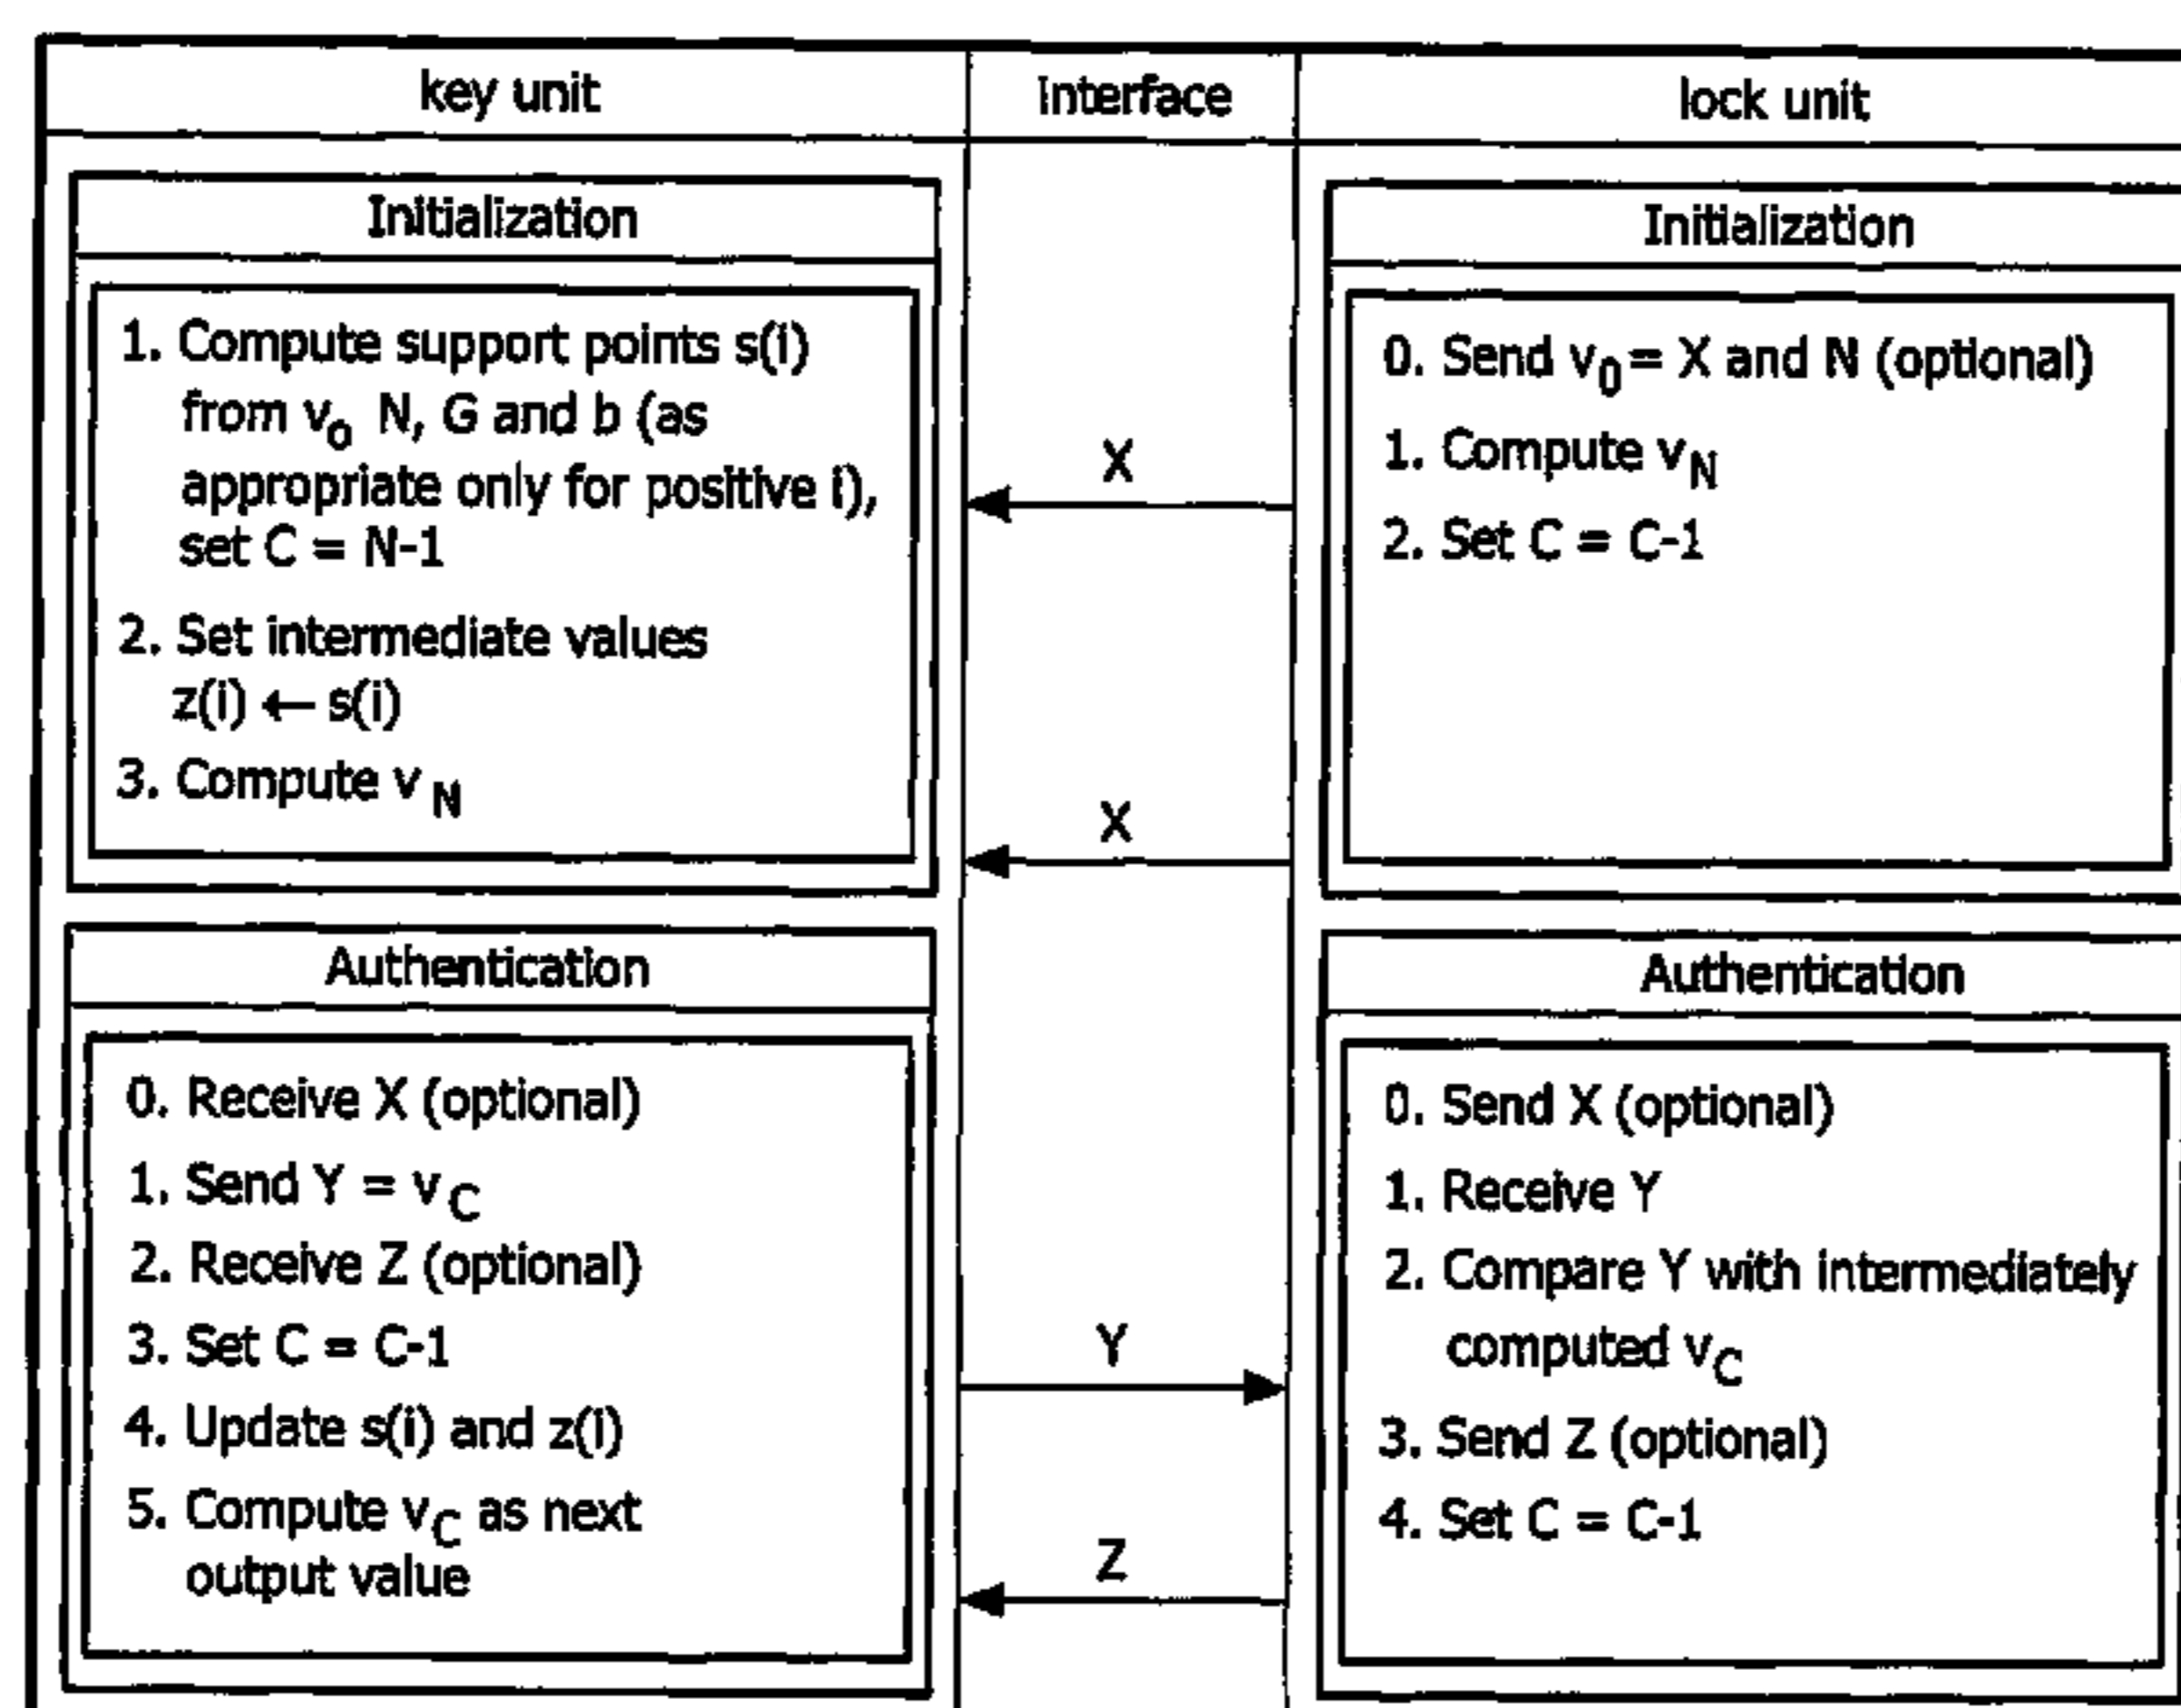 key unit
Interface
lock unit
Initialization
1. Compute support points s(i)
from v0 N, G and b (as
appropriate only for positive i),
set C = N-1
2. Set intermediate values
z(i) ← s(i)
3. Compute vN
X
X
Initialization
0. Send v0 = X and N (optional)
1. Compute vN
2. Set C = C-1
Authentication
0. Receive X (optional)
1. Send Y = vC
2. Receive Z (optional)
3. Set C = C-1
4. Update s(i) and z(i)
5. Compute vC as next
output value
Y
Z
Authentication
0. Send X (optional)
1. Receive Y
2. Compare Y with intermediately
computed vC
3. Send Z (optional)
4. Set C = C-1